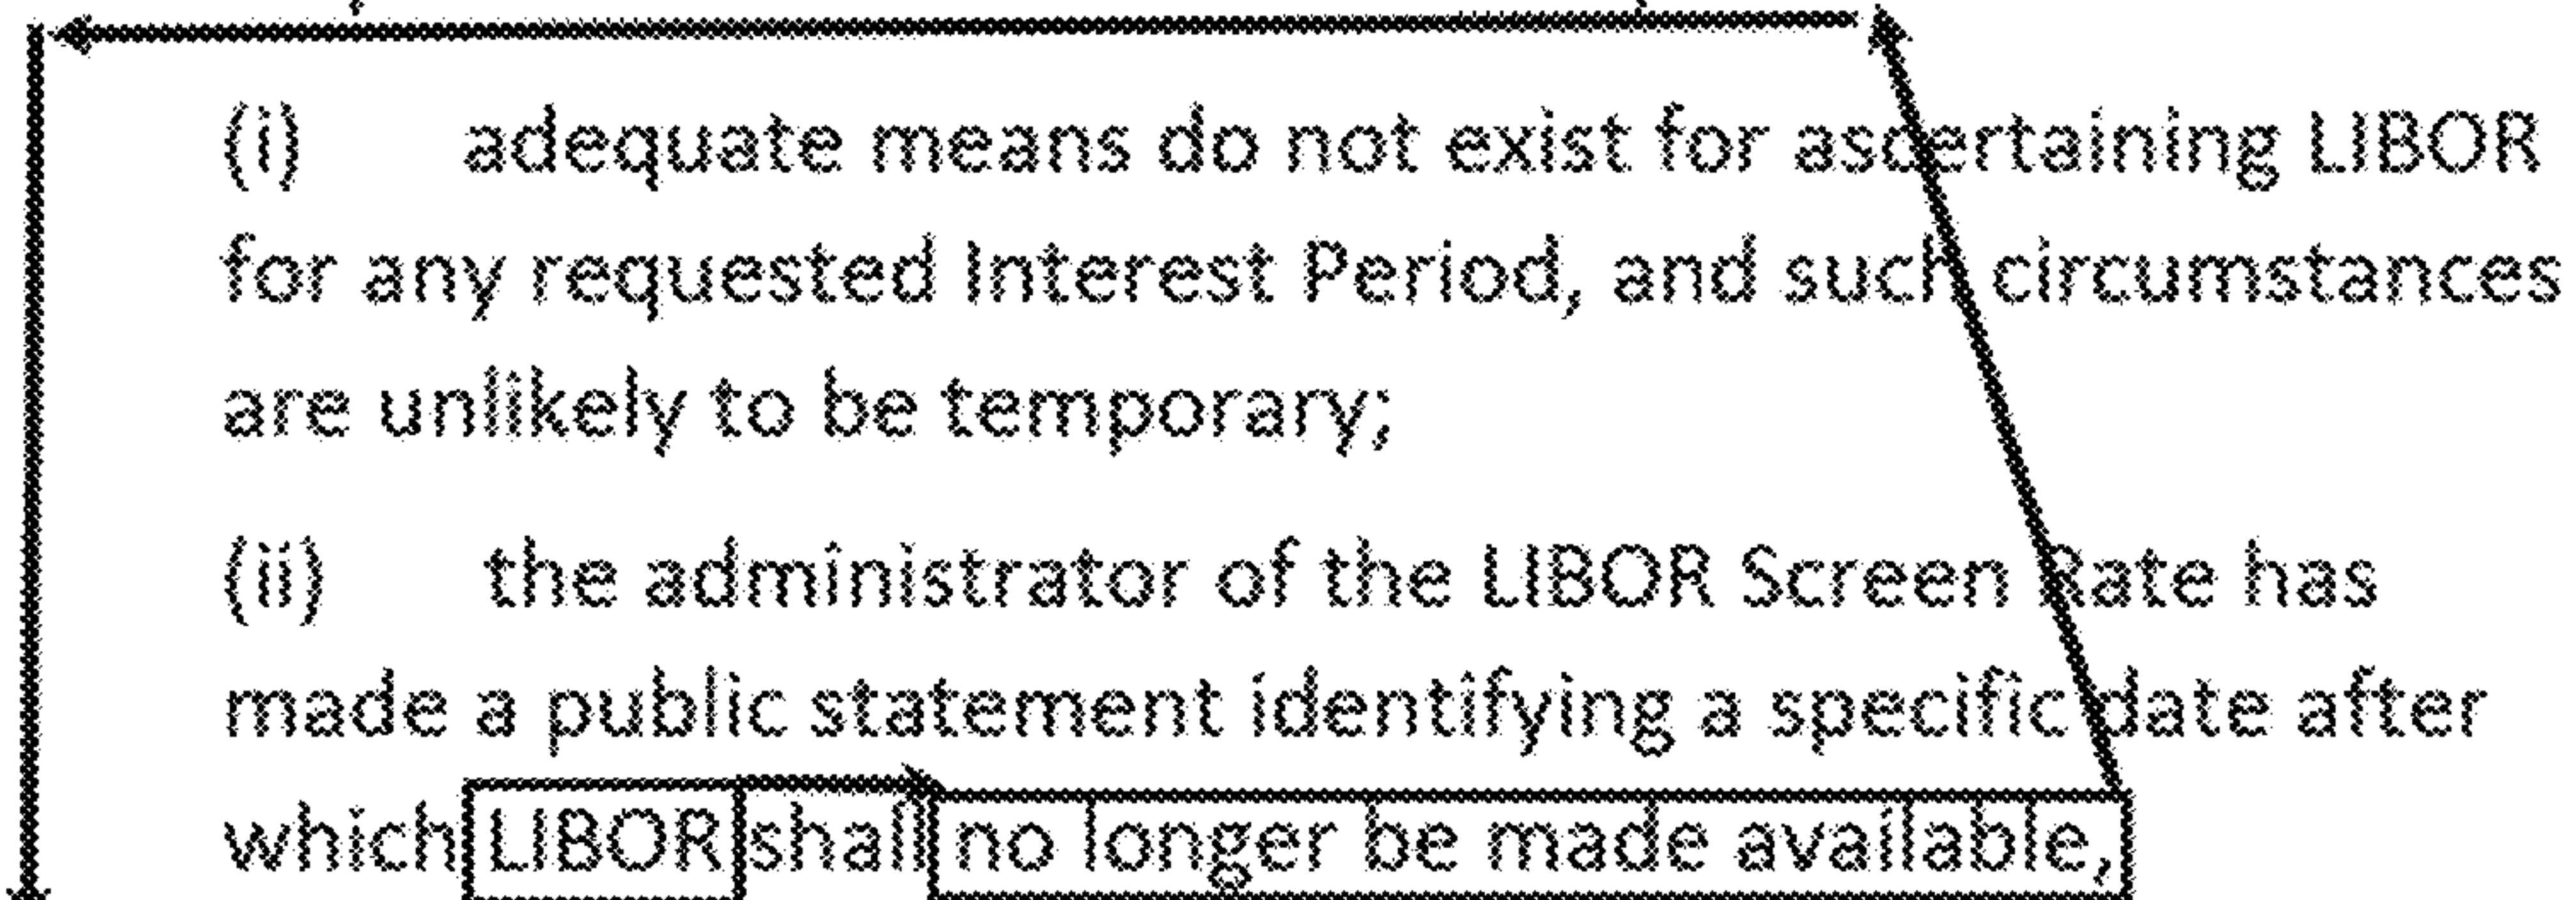 (i) adequate means do not exist for ascertaining LIBOR
for any requested Interest Period, and such circumstances
are unlikely to be temporary;
(ii) the administrator of the LIBOR Screen Rate has
made a public statement identifying a specific date after
which LIBOR shall no longer be made available,